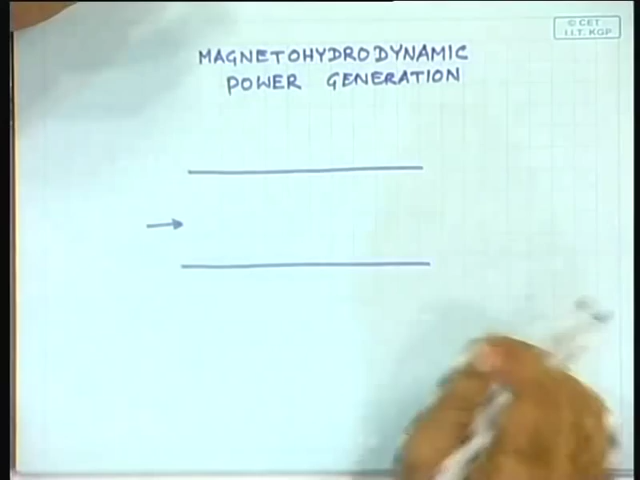 © CET
I.I.T. KGP
MAGNETOHYDRODYNAMIC
POWER GENERATION